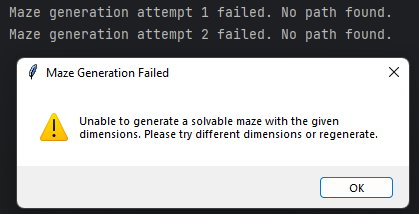 Maze generation attempt 1 failed. No path found.
Maze generation attempt 2 failed. No path found.
Maze Generation Failed
Unable to generate a solvable maze with the given
dimensions. Please try different dimensions or regenerate.
OK